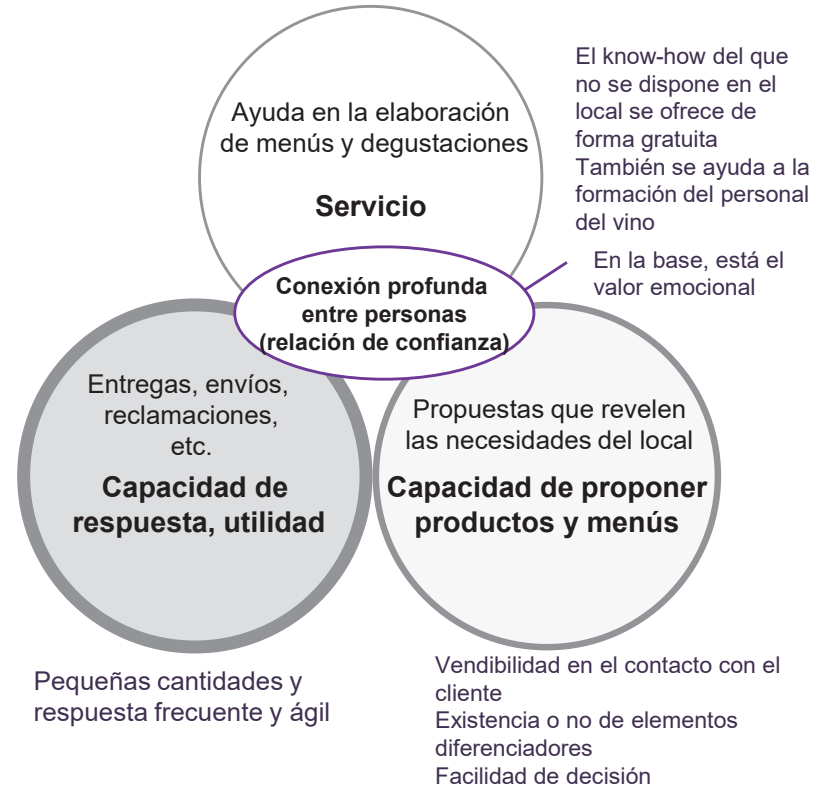 Ayuda en la elaboración
de menús y degustaciones
Servicio
El know-how del que
no se dispone en el
local se ofrece de
forma gratuita
También se ayuda a la
formación del personal
del vino
En la base, está el
valor emocional
Conexión profunda
entre personas
(relación de confianza)
Entregas, envíos,
reclamaciones,
etc.
Capacidad de
respuesta, utilidad
Propuestas que revelen
las necesidades del local
Capacidad de proponer
productos y menús
Pequeñas cantidades y
respuesta frecuente y ágil
Vendibilidad en el contacto con el
cliente
Existencia o no de elementos
diferenciadores
Facilidad de decisión